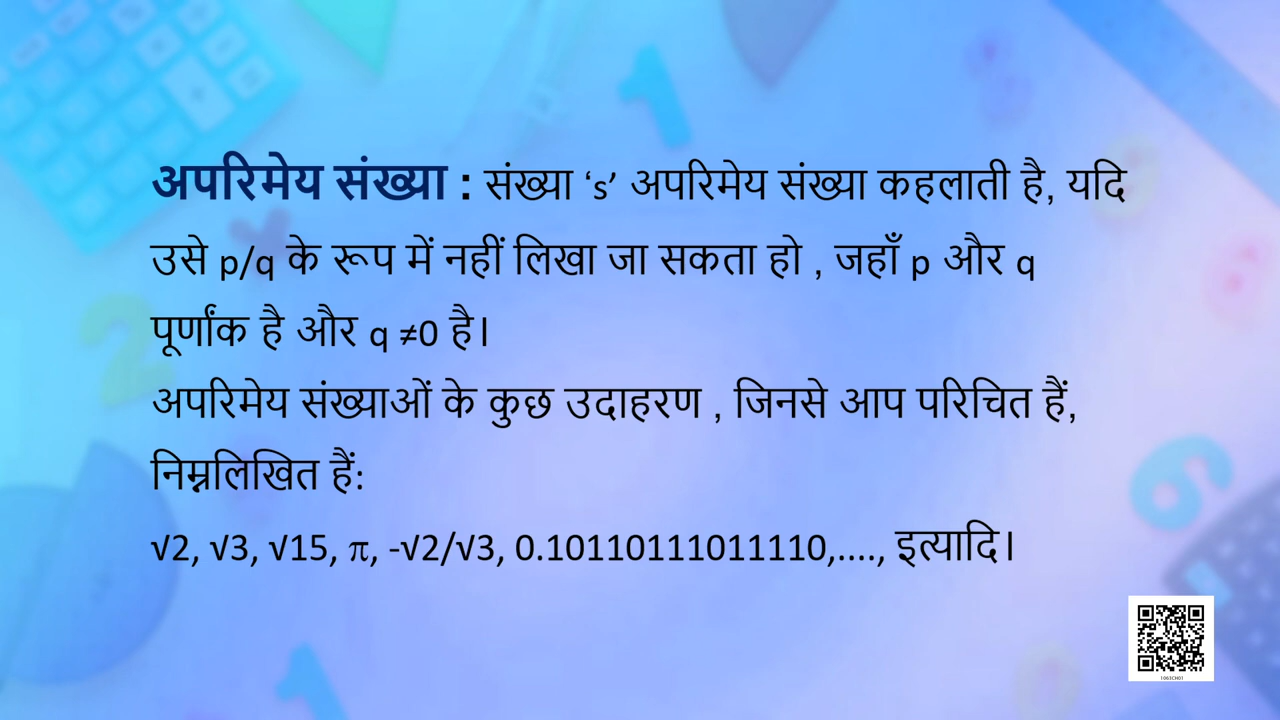 अपरिमेय संख्या : संख्या ‘s’ अपरिमेय संख्या कहलाती है, यदि
उसे p/q के रूप में नहीं लिखा जा सकता हो , जहाँ p और q
पूर्णांक है और q ≠0 है।
अपरिमेय संख्याओं के कुछ उदाहरण , जिनसे आप परिचित हैं,
निम्नलिखित हैं:
√2, √3, √15, π, -√2/√3, 0.10110111011110,...., इत्यादि।
1063CH01